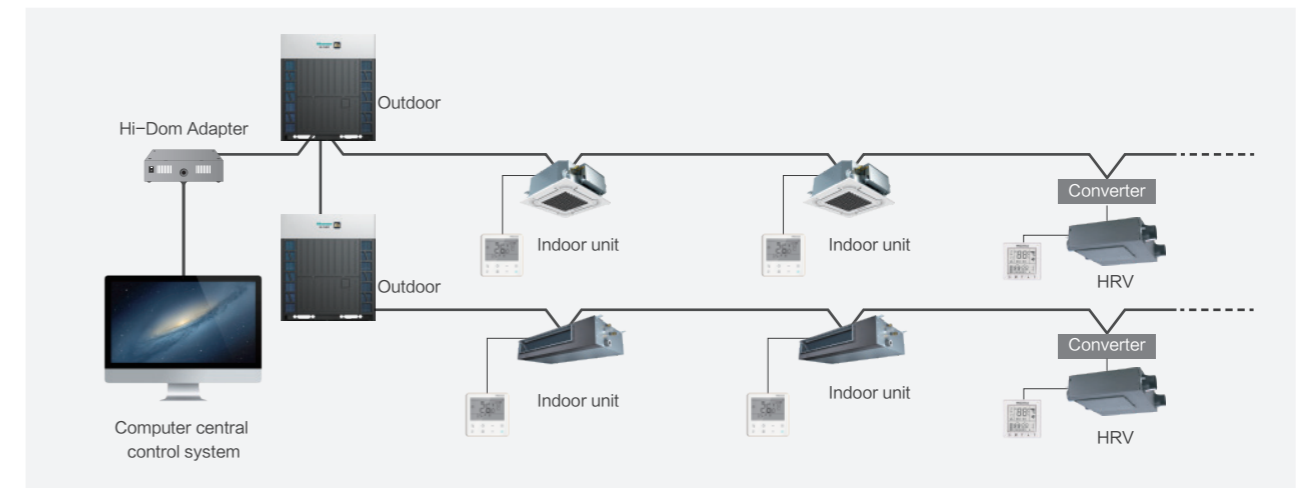 Outdoor
Hi-Dom Adapter
Converter
Indoor unit
Indoor unit
HRV
Outdoor
Converter
Indoor unit
Indoor unit
HRV
Computer central
control system